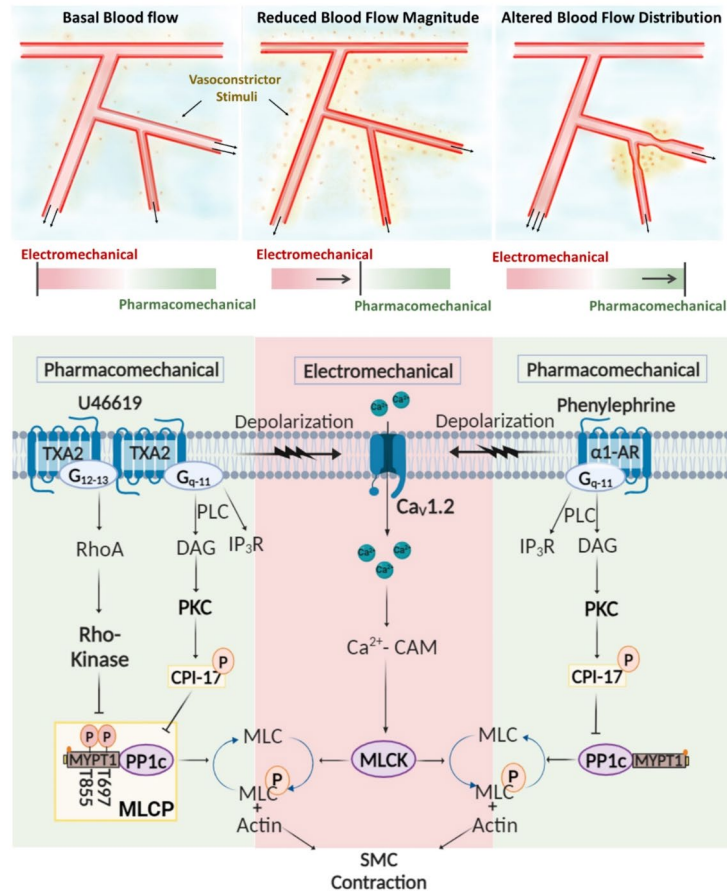 Basal Blood flow
Reduced Blood Flow Magnitude
Altered Blood Flow Distribution
Vasoconstrictor
Stimuli
Electromechanical
Pharmacomechanical
Electromechanical
Pharmacomechanical
Electromechanical
Pharmacomechanical
Pharmacomechanical
Electromechanical
Pharmacomechanical
U46619
Depolarization
Ca²⁺
Ca²⁺
Depolarization
Phenylephrine
TXA2
TXA2
α1-AR
G12-13
Gq-11
Gq-11
Cav1.2
PLC
PLC
RhoA
DAG
IP3R
Ca²⁺
Ca²⁺
Ca²⁺
IP3R
DAG
PKC
PKC
Rho-
Kinase
CPI-17
P
Ca²⁺- CAM
CPI-17
P
P
P
MYPT1
PP1c
T855
T697
MLCP
MLC
MLC
P
+
Actin
MLCK
MLC
MLC
P
+
Actin
PP1c
MYPT1
SMC
Contraction